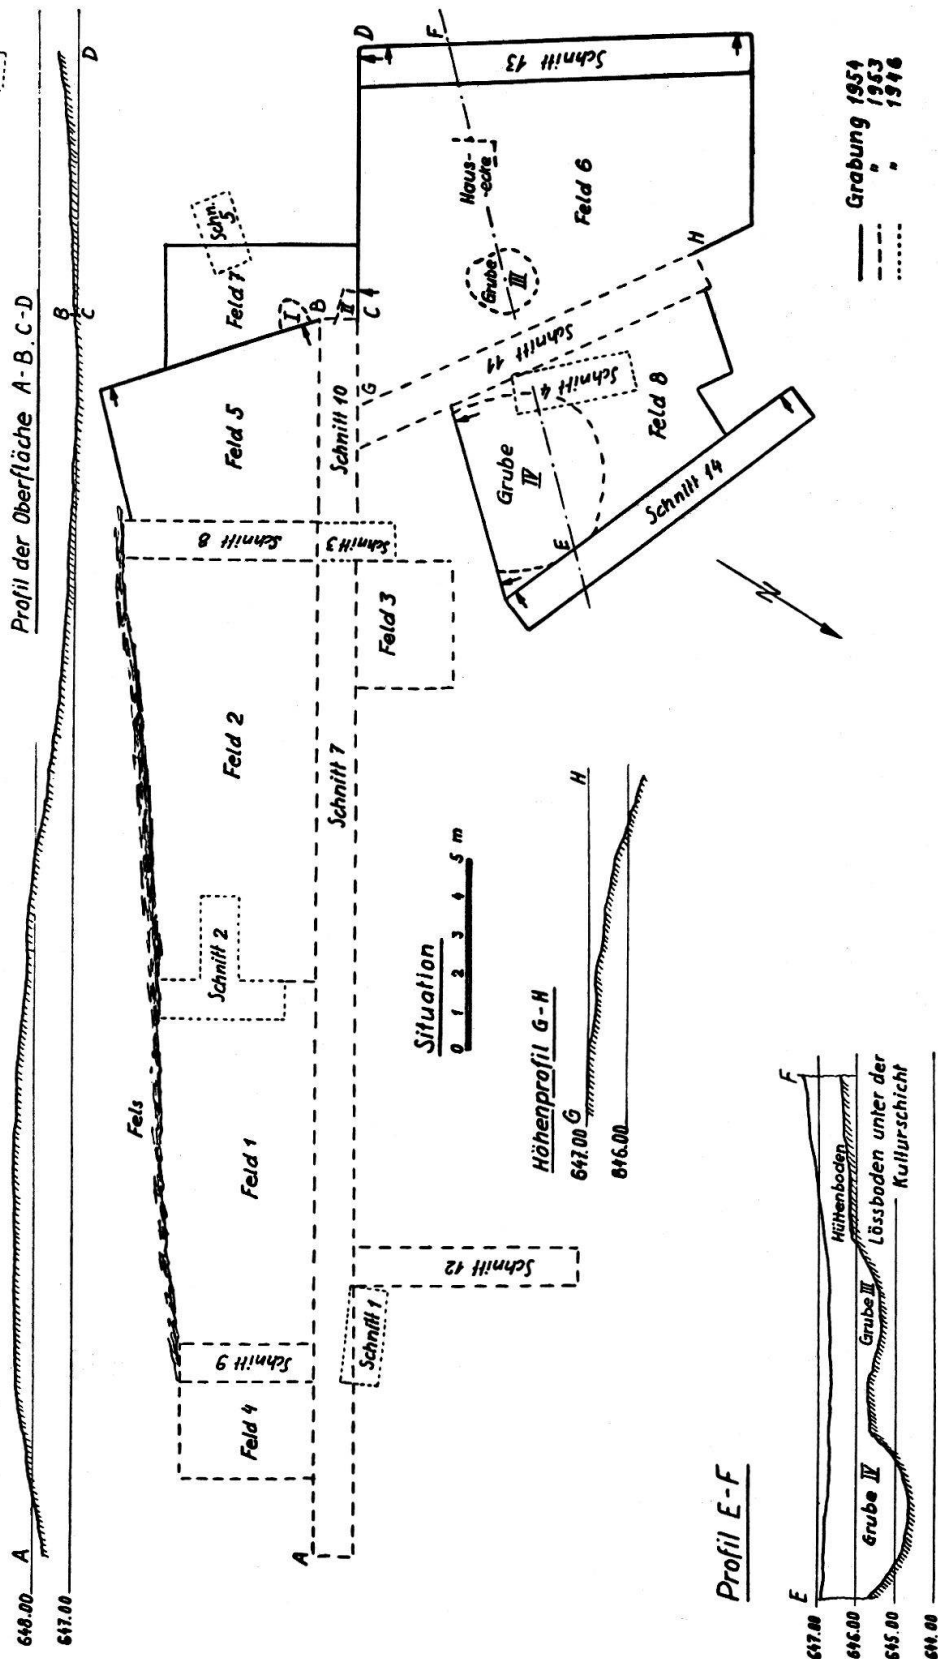 Profil der Oberfläche A-B, C-D
648.00
A
647.00
B
C
D
Fels
Feld 4
Schnitt 9
Feld 1
Schnitt 2
Feld 2
Schnitt 8
Feld 5
Feld 7
Schn.
5
I
B
II
C
A
Schnitt 7
Schnitt 3
Schnitt 10
Schnitt 1
Schnitt 12
Feld 3
G
Schnitt 11
H
D
F
Schnitt 13
Haus-
-ecke
Feld 6
Grube
III
Grube
IV
Schnitt 4
Feld 8
E
Schnitt 14
N
Situation
0 1 2 3 4 5 m
Höhenprofil G-H
647.00
G
H
646.00
Profil E-F
E
F
647.00
646.00
645.00
644.00
Grube IV
Grube III
Hüttenboden
Lössboden unter der
Kulturschicht
Grabung 1954
" 1953
" 1946